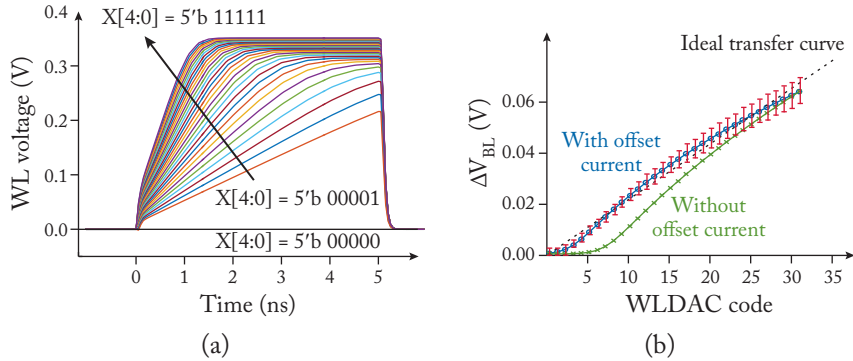 X[4:0] = 5′b 11111
0.4
0.3
0.2
0.1
0.0
WL voltage (V)
X[4:0] = 5′b 00001
X[4:0] = 5′b 00000
0 1 2 3 4 5
Time (ns)
(a)
Ideal transfer curve
0.06
0.04
0.02
0.00
ΔV_BL (V)
With offset
current
Without
offset current
5 10 15 20 25 30 35
WLDAC code
(b)